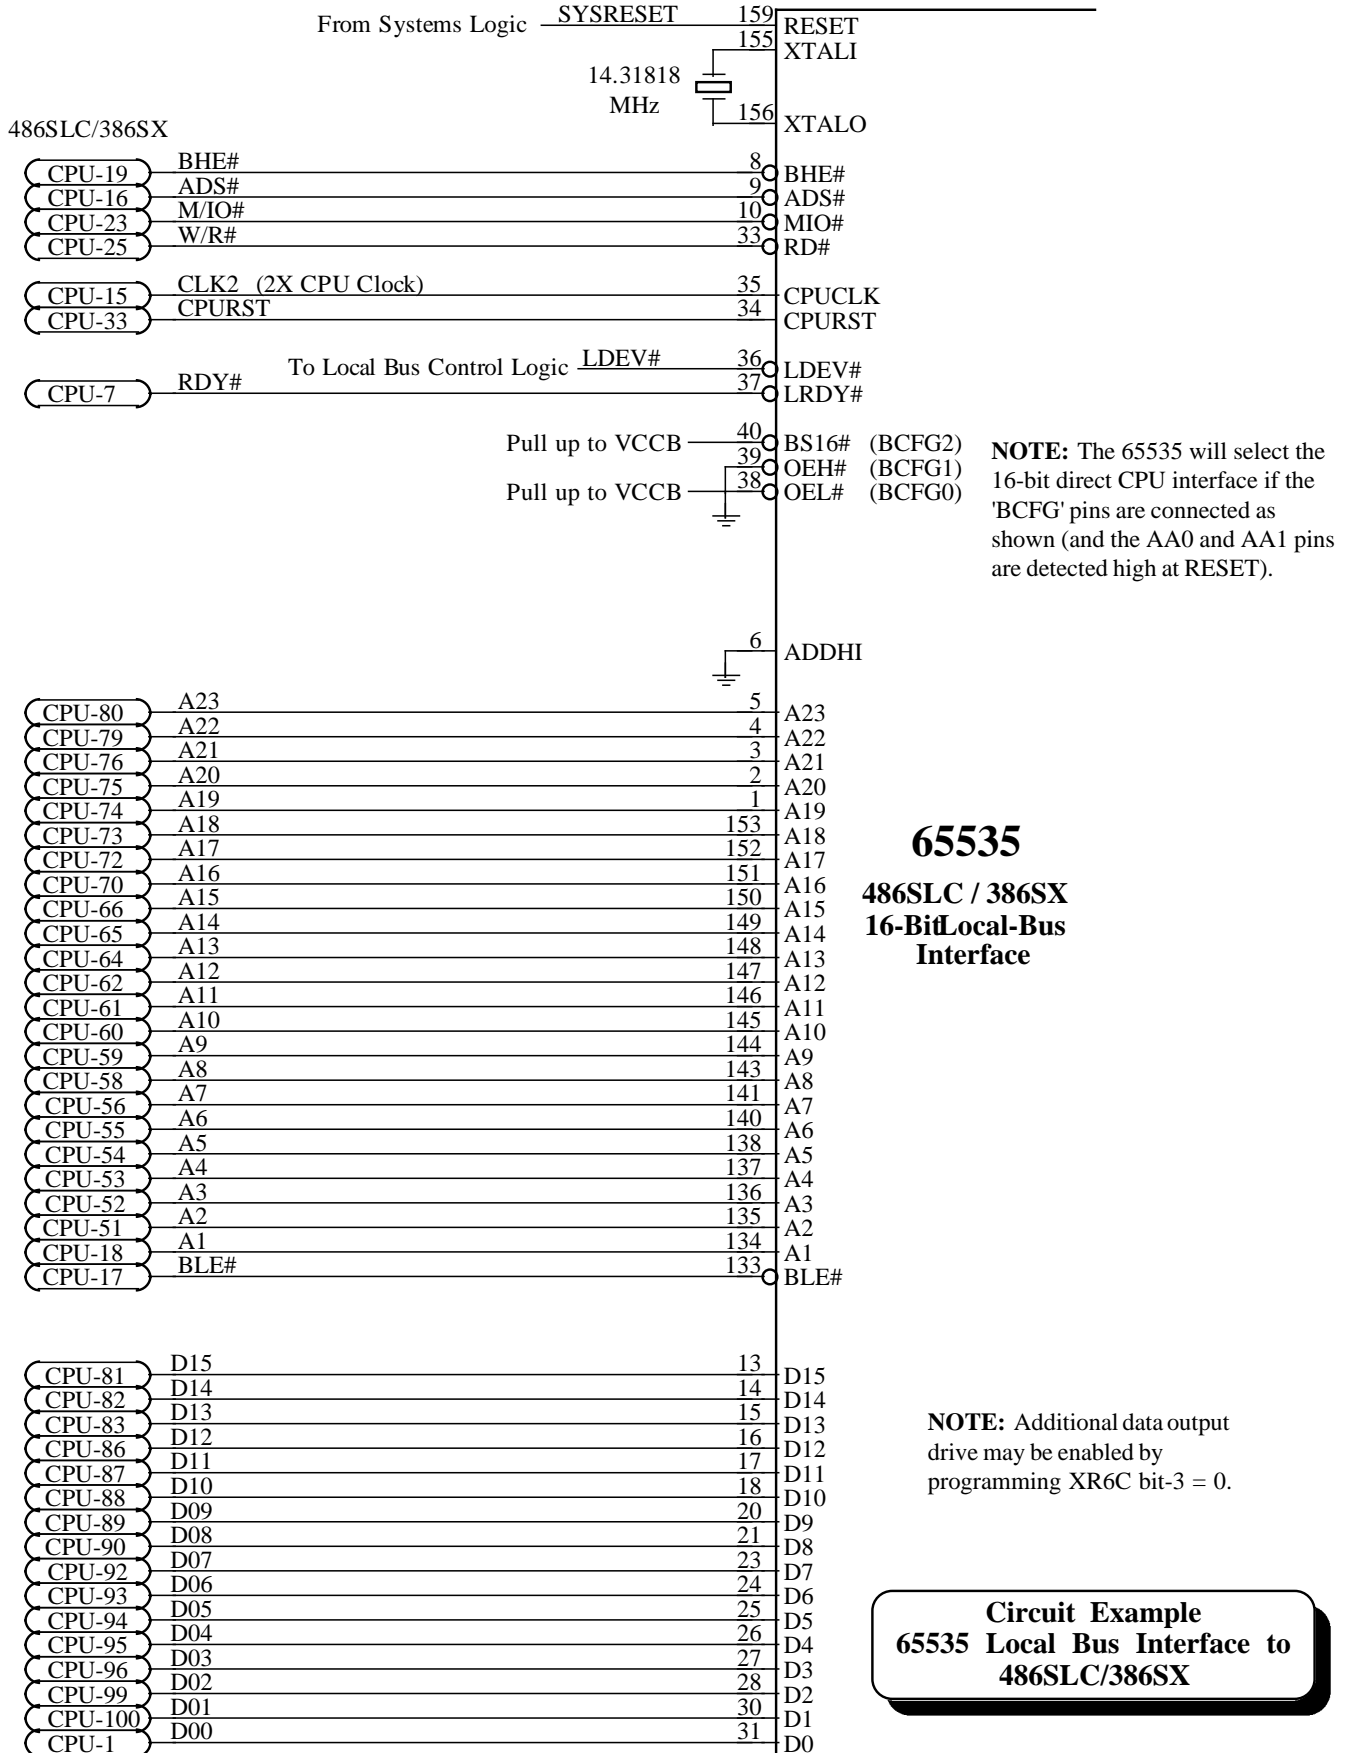 From Systems Logic SYSRESET 159 RESET
155 XTALI
14.31818
MHz
156 XTALO
486SLC/386SX
CPU-19 BHE# 8 BHE#
CPU-16 ADS# 9 ADS#
CPU-23 M/IO# 10 MIO#
CPU-25 W/R# 33 RD#
CPU-15 CLK2 (2X CPU Clock) 35 CPUCLK
CPU-33 CPURST 34 CPURST
To Local Bus Control Logic LDEV# 36 LDEV#
CPU-7 RDY# 37 LRDY#
Pull up to VCCB 40 BS16# (BCFG2)
39 OEH# (BCFG1)
Pull up to VCCB 38 OEL# (BCFG0)
NOTE: The 65535 will select the
16-bit direct CPU interface if the
'BCFG' pins are connected as
shown (and the AA0 and AA1 pins
are detected high at RESET).
6 ADDHI
CPU-80 A23 5 A23
CPU-79 A22 4 A22
CPU-76 A21 3 A21
CPU-75 A20 2 A20
CPU-74 A19 1 A19
CPU-73 A18 153 A18
CPU-72 A17 152 A17
CPU-70 A16 151 A16
CPU-66 A15 150 A15
CPU-65 A14 149 A14
CPU-64 A13 148 A13
CPU-62 A12 147 A12
CPU-61 A11 146 A11
CPU-60 A10 145 A10
CPU-59 A9 144 A9
CPU-58 A8 143 A8
CPU-56 A7 141 A7
CPU-55 A6 140 A6
CPU-54 A5 138 A5
CPU-53 A4 137 A4
CPU-52 A3 136 A3
CPU-51 A2 135 A2
CPU-18 A1 134 A1
CPU-17 BLE# 133 BLE#
65535
486SLC / 386SX
16-BitLocal-Bus
Interface
CPU-81 D15 13 D15
CPU-82 D14 14 D14
CPU-83 D13 15 D13
CPU-86 D12 16 D12
CPU-87 D11 17 D11
CPU-88 D10 18 D10
CPU-89 D09 20 D9
CPU-90 D08 21 D8
CPU-92 D07 23 D7
CPU-93 D06 24 D6
CPU-94 D05 25 D5
CPU-95 D04 26 D4
CPU-96 D03 27 D3
CPU-99 D02 28 D2
CPU-100 D01 30 D1
CPU-1 D00 31 D0
NOTE: Additional data output
drive may be enabled by
programming XR6C bit-3 = 0.
Circuit Example
65535 Local Bus Interface to
486SLC/386SX